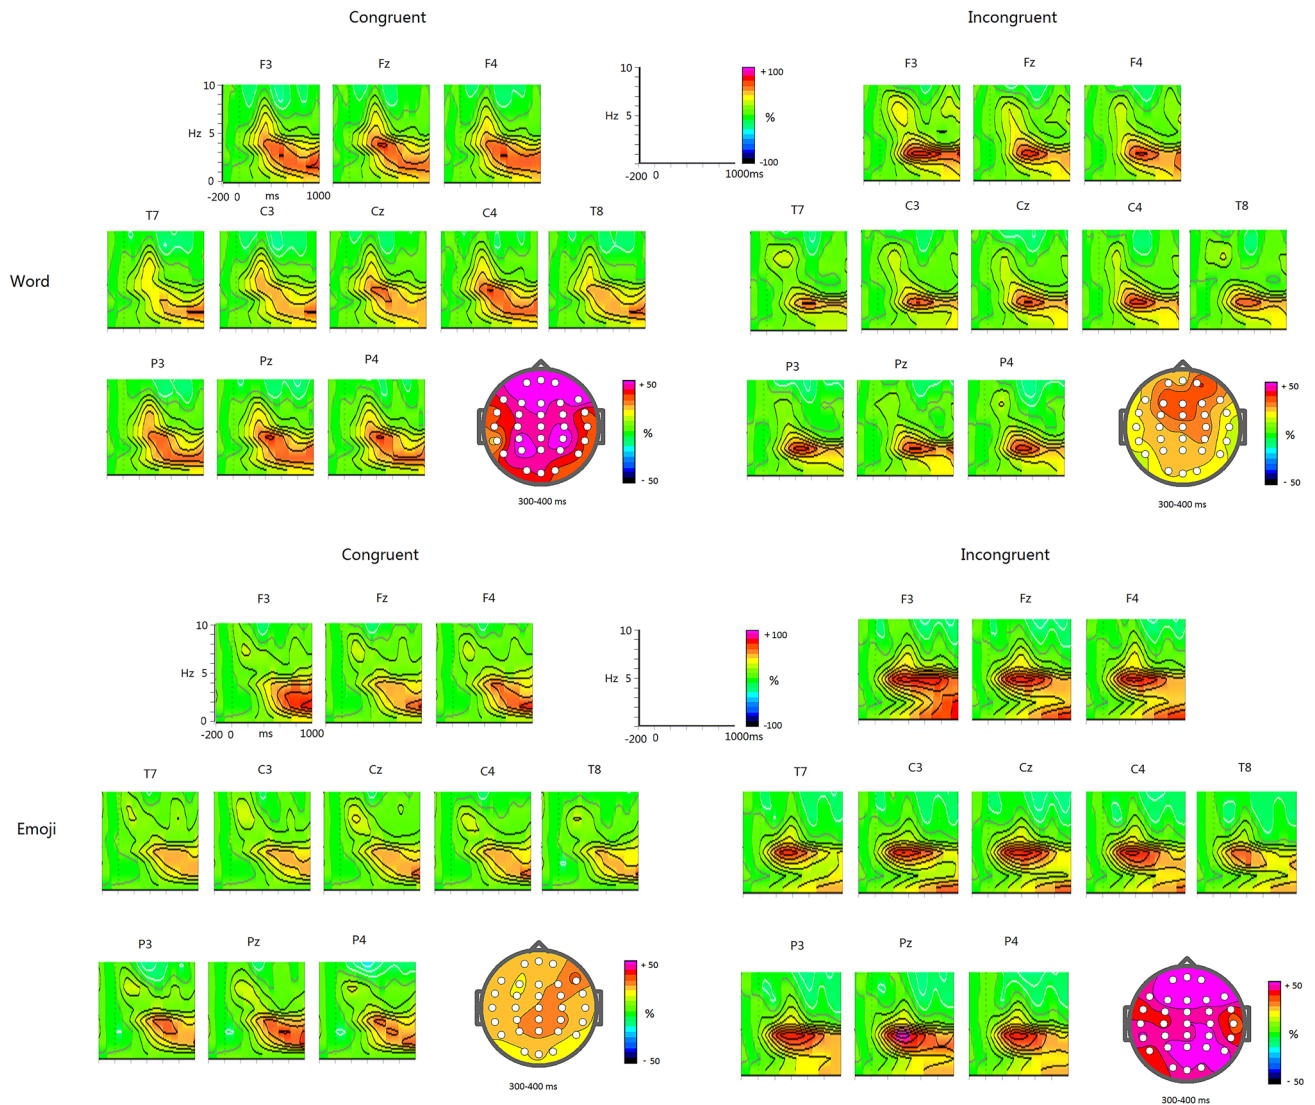 Congruent Incongruent
F3 Fz F4 F3 Fz F4
10 Hz 5 0
-200 0 ms 1000
10 Hz 5
-200 0 1000ms
+100 % -100
T7 C3 Cz C4 T8 T7 C3 Cz C4 T8
Word
P3 Pz P4 P3 Pz P4
+50 % - 50
300-400 ms
+ 50 % - 50
300-400 ms
Congruent Incongruent
F3 Fz F4 F3 Fz F4
10 Hz 5 0
-200 0 ms 1000
10 Hz 5
-200 0 1000ms
+100 % -100
T7 C3 Cz C4 T8 T7 C3 Cz C4 T8
Emoji
P3 Pz P4 P3 Pz P4
+ 50 % - 50
300-400 ms
+ 50 % - 50
300-400 ms